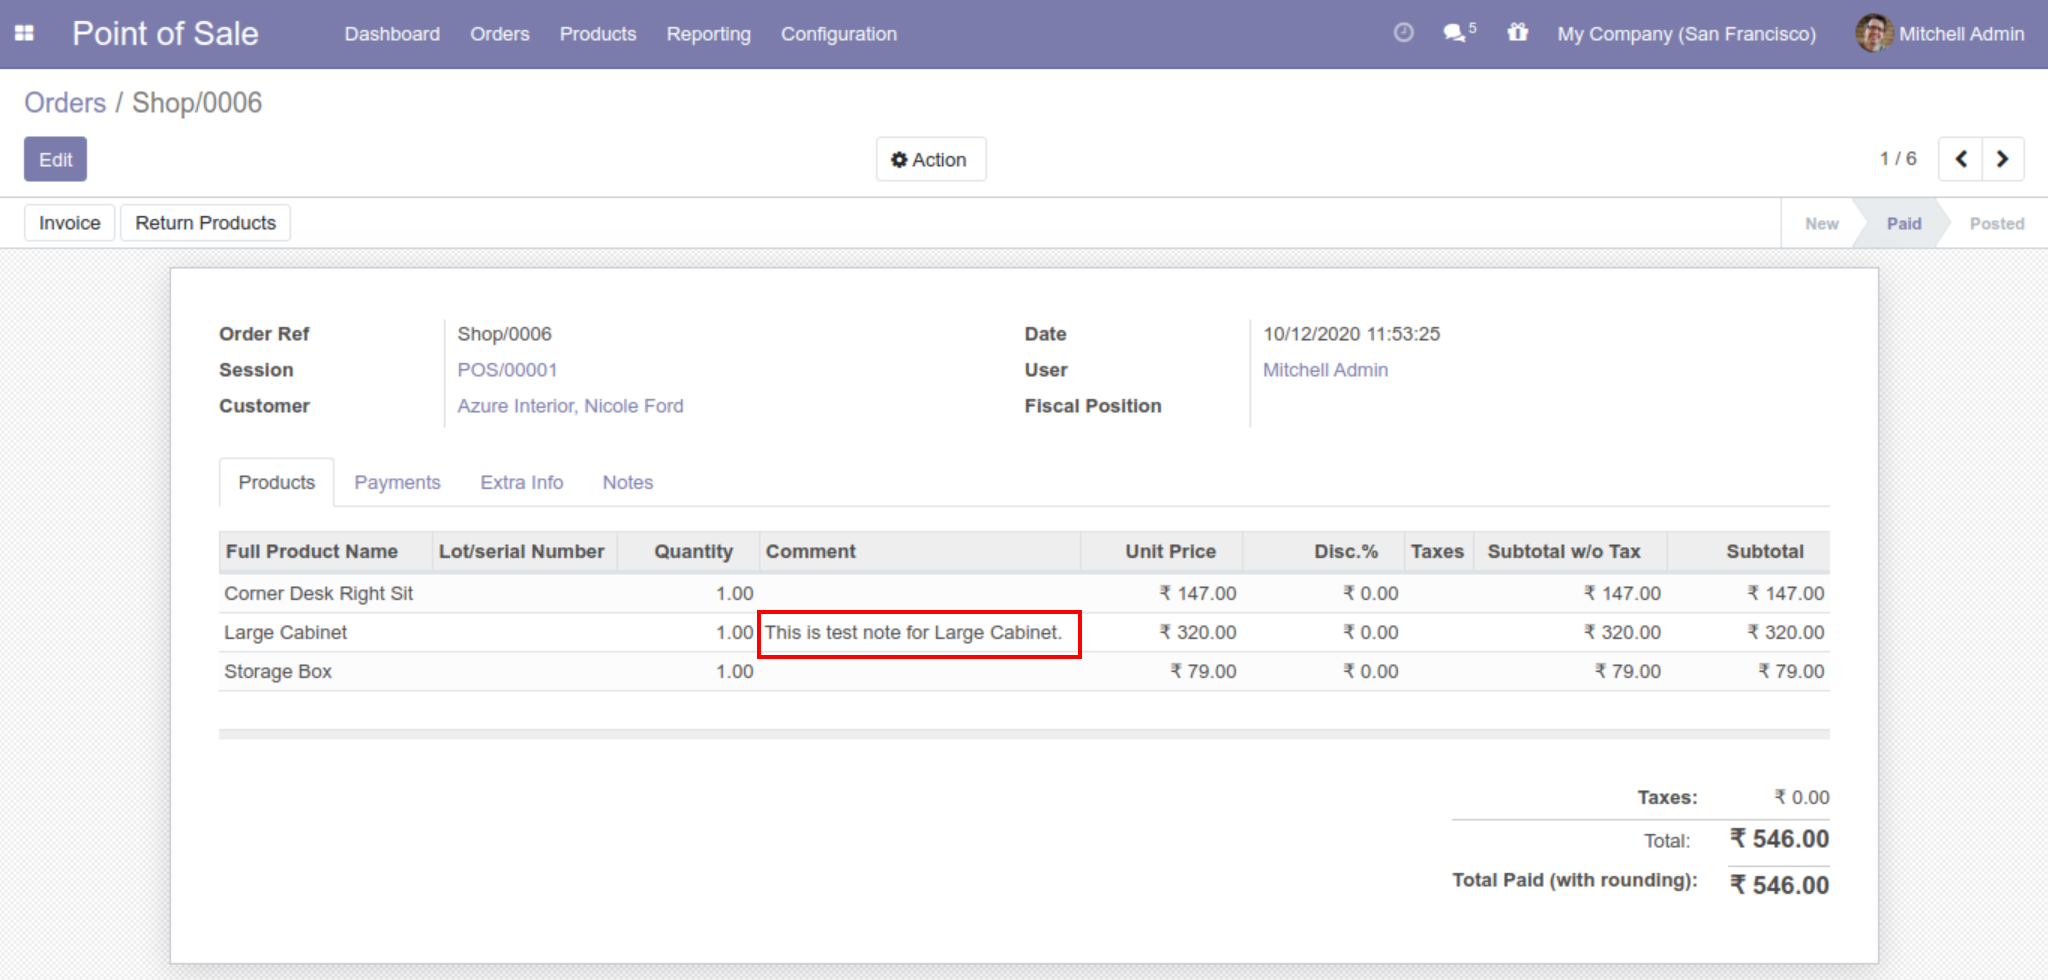 Point of Sale Dashboard Orders Products Reporting Configuration 5 My Company (San Francisco) Mitchell Admin
Orders / Shop/0006
Edit Action 1 / 6
Invoice Return Products New Paid Posted
Order Ref Shop/0006 Date 10/12/2020 11:53:25
Session POS/00001 User Mitchell Admin
Customer Azure Interior, Nicole Ford Fiscal Position
Products Payments Extra Info Notes
Full Product Name Lot/serial Number Quantity Comment Unit Price Disc.% Taxes Subtotal w/o Tax Subtotal
Corner Desk Right Sit 1.00 ₹ 147.00 ₹ 0.00 ₹ 147.00 ₹ 147.00
Large Cabinet 1.00 This is test note for Large Cabinet. ₹ 320.00 ₹ 0.00 ₹ 320.00 ₹ 320.00
Storage Box 1.00 ₹ 79.00 ₹ 0.00 ₹ 79.00 ₹ 79.00
Taxes: ₹ 0.00
Total: ₹ 546.00
Total Paid (with rounding): ₹ 546.00